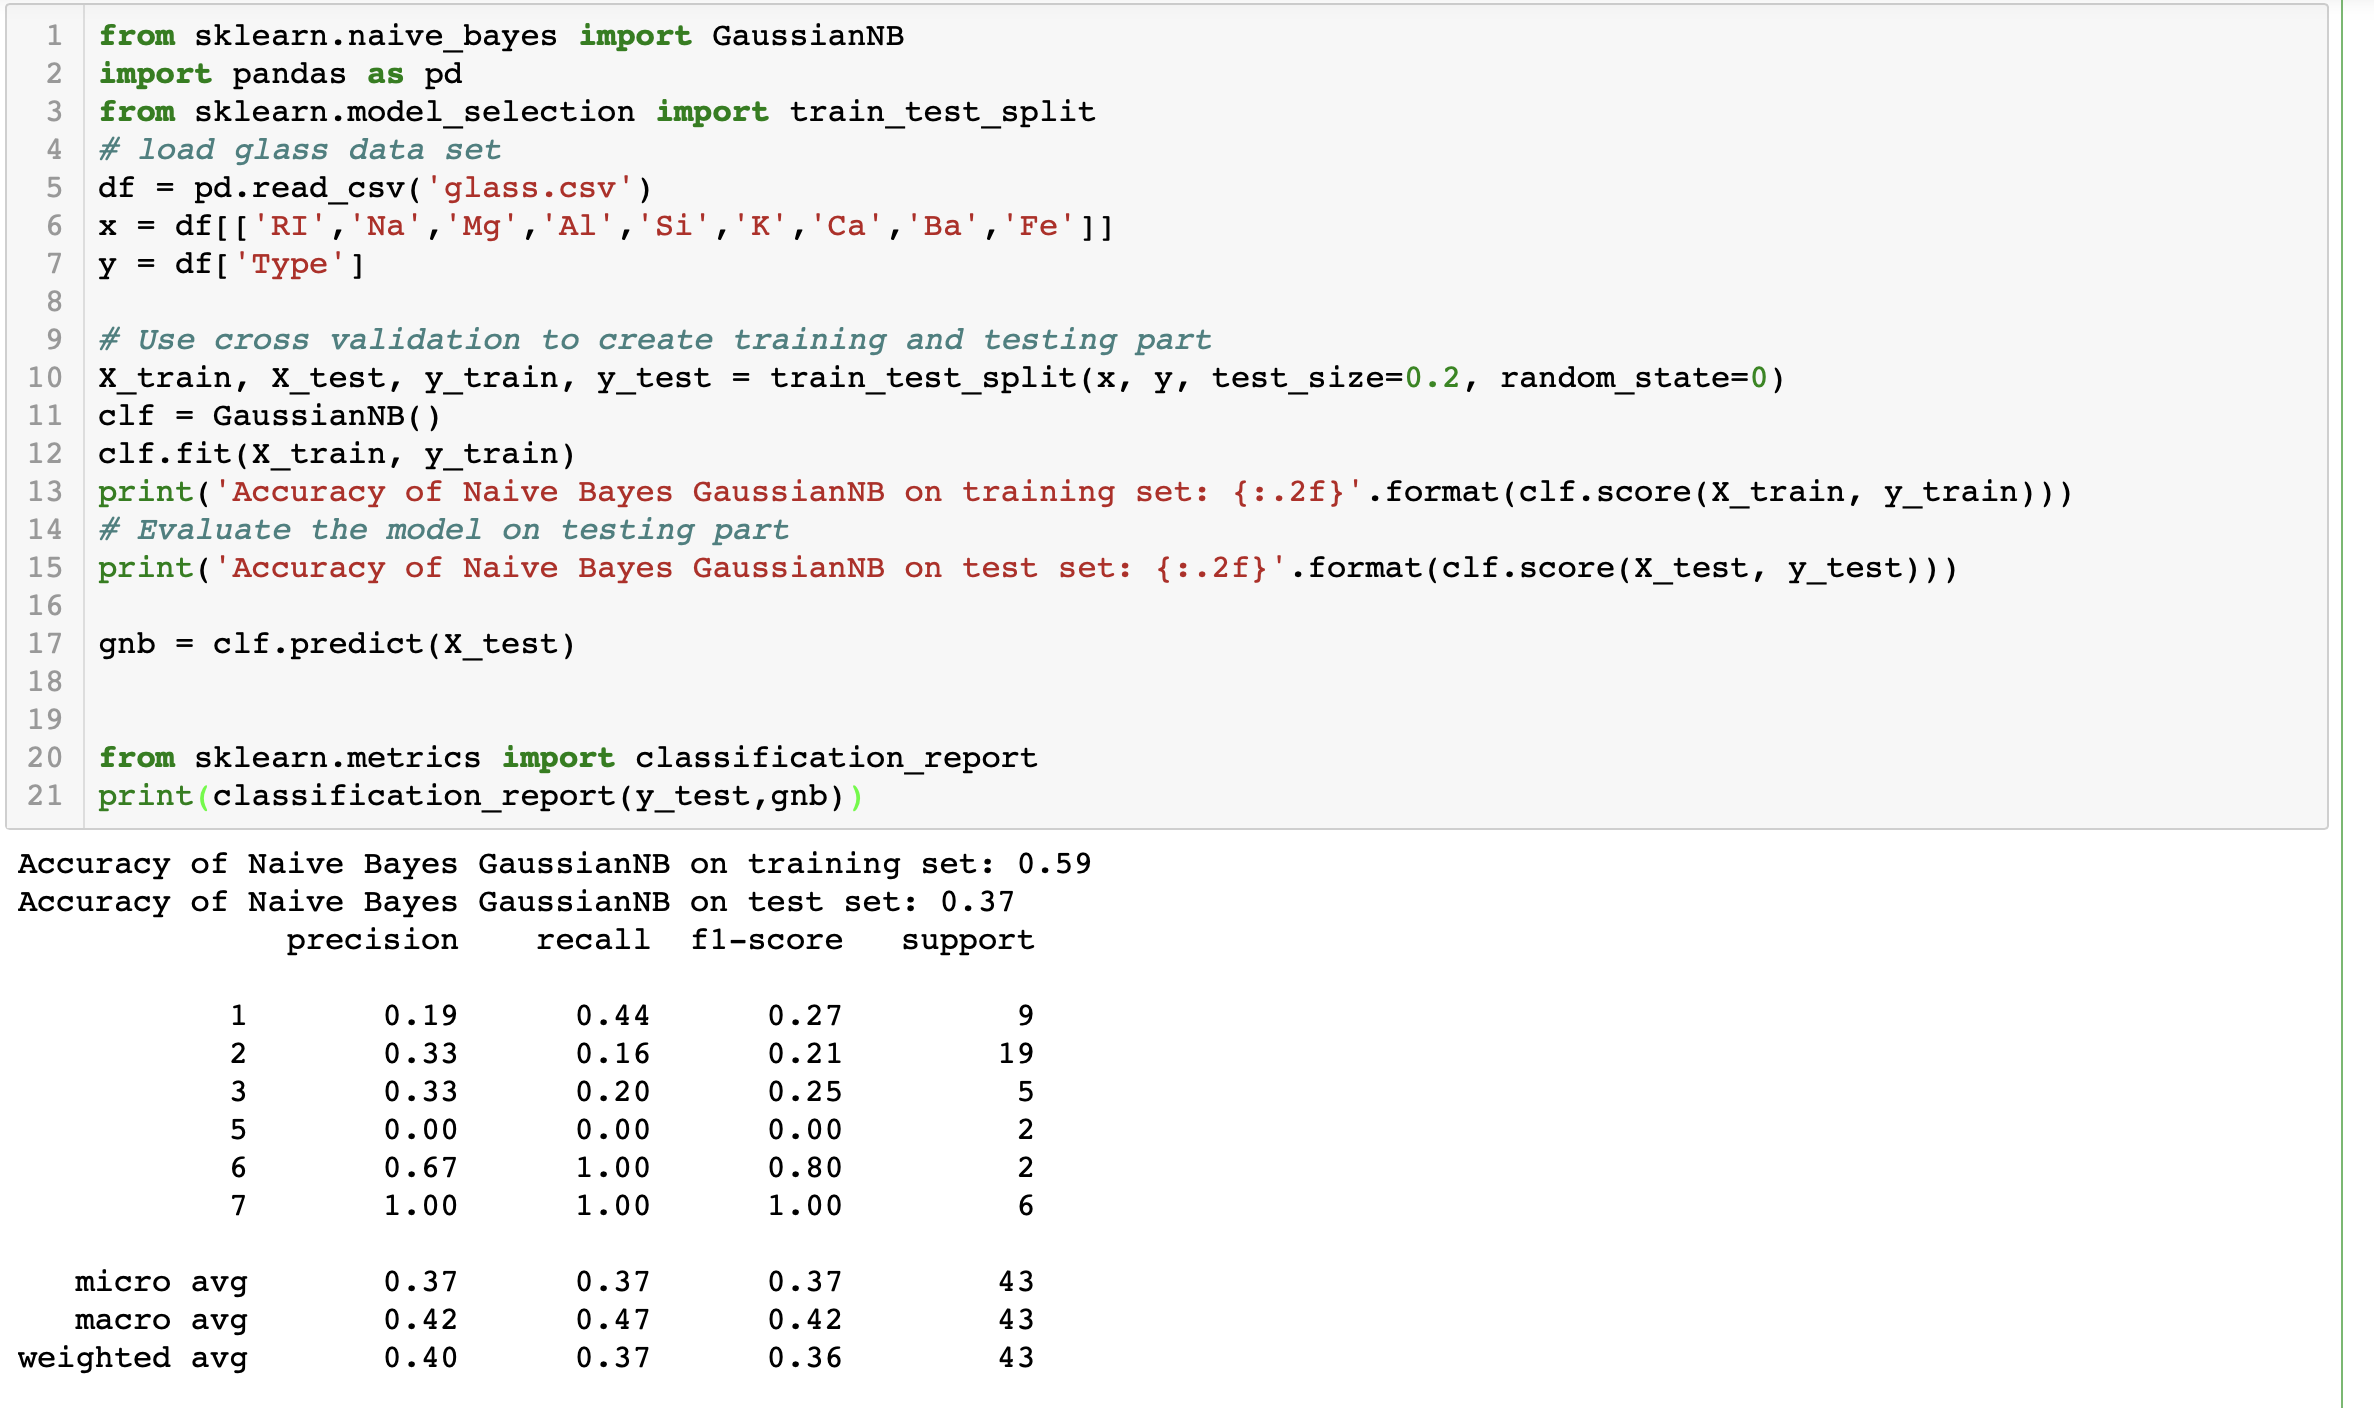 1 from sklearn.naive_bayes import GaussianNB
2 import pandas as pd
3 from sklearn.model_selection import train_test_split
4 # load glass data set
5 df = pd.read_csv('glass.csv')
6 x = df[['RI','Na','Mg','Al','Si','K','Ca','Ba','Fe']]
7 y = df['Type']
8
9 # Use cross validation to create training and testing part
10 X_train, X_test, y_train, y_test = train_test_split(x, y, test_size=0.2, random_state=0)
11 clf = GaussianNB()
12 clf.fit(X_train, y_train)
13 print('Accuracy of Naive Bayes GaussianNB on training set: {:.2f}'.format(clf.score(X_train, y_train)))
14 # Evaluate the model on testing part
15 print('Accuracy of Naive Bayes GaussianNB on test set: {:.2f}'.format(clf.score(X_test, y_test)))
16
17 gnb = clf.predict(X_test)
18
19
20 from sklearn.metrics import classification_report
21 print(classification_report(y_test,gnb))
Accuracy of Naive Bayes GaussianNB on training set: 0.59
Accuracy of Naive Bayes GaussianNB on test set: 0.37
precision recall f1-score support
1 0.19 0.44 0.27 9
2 0.33 0.16 0.21 19
3 0.33 0.20 0.25 5
5 0.00 0.00 0.00 2
6 0.67 1.00 0.80 2
7 1.00 1.00 1.00 6
micro avg 0.37 0.37 0.37 43
macro avg 0.42 0.47 0.42 43
weighted avg 0.40 0.37 0.36 43